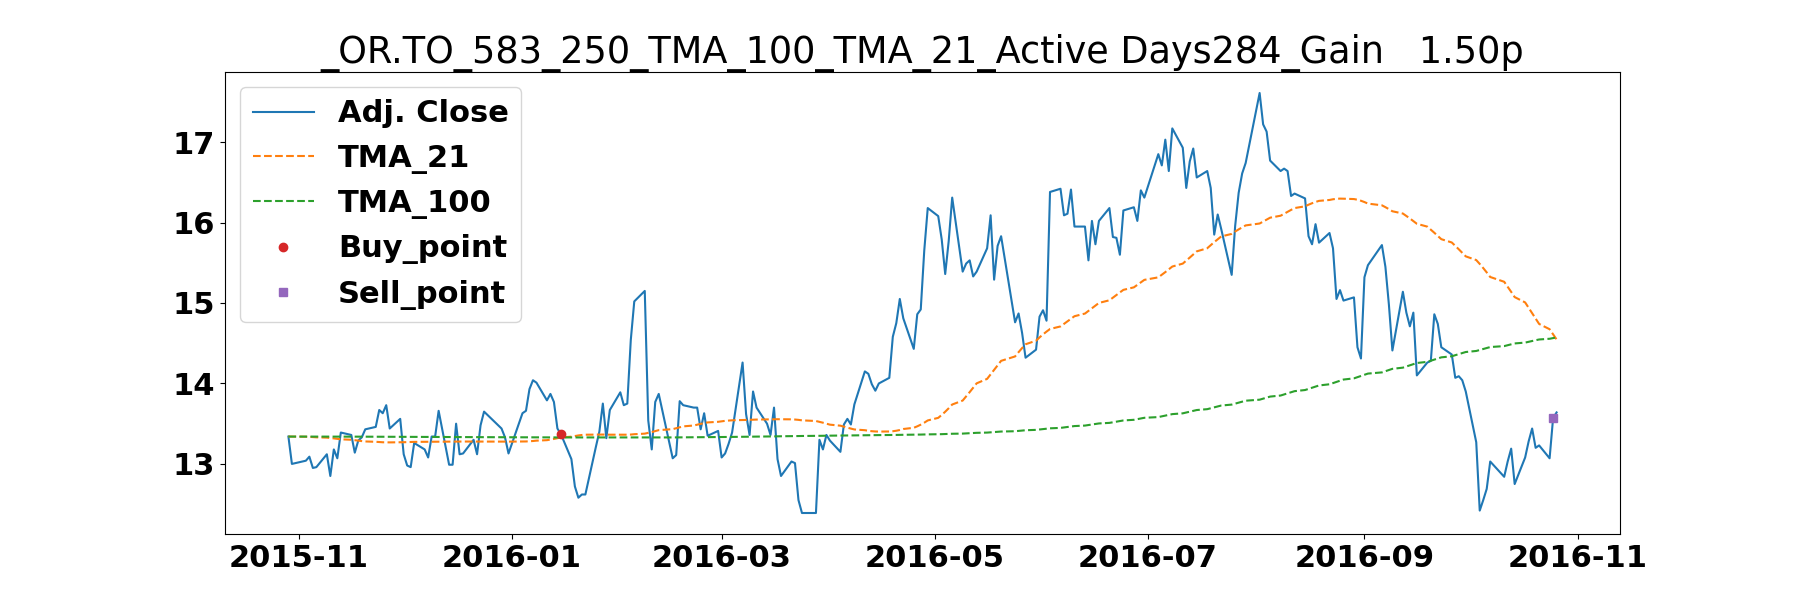 _OR.TO_583_250_TMA_100_TMA_21_Active Days284_Gain   1.50p
Adj. Close
TMA_21
TMA_100
Buy_point
Sell_point
17
16
15
14
13
2015-11 2016-01 2016-03 2016-05 2016-07 2016-09 2016-11